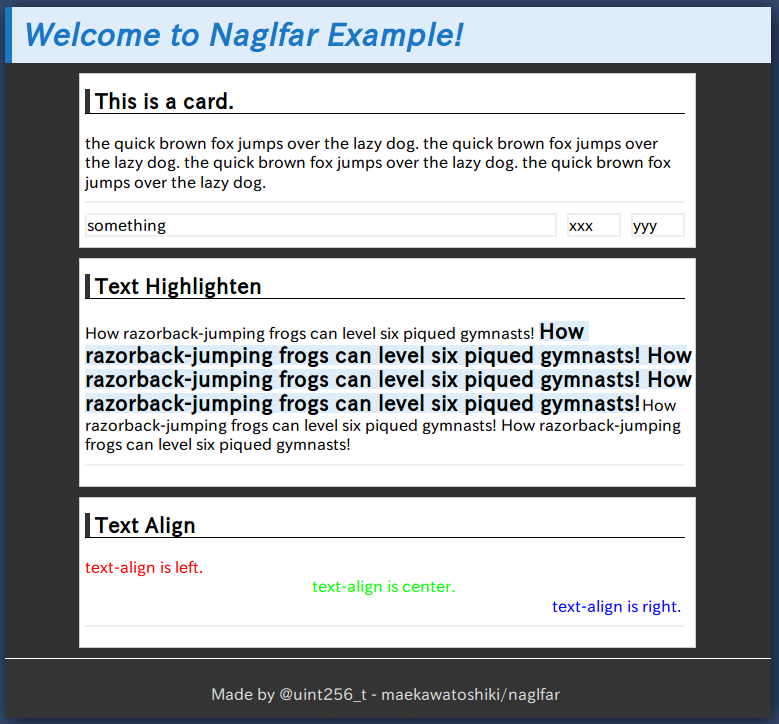 Welcome to Naglfar Example!
This is a card.
the quick brown fox jumps over the lazy dog. the quick brown fox jumps over
the lazy dog. the quick brown fox jumps over the lazy dog. the quick brown fox
jumps over the lazy dog.
something xxx yyy
Text Highlighten
How razorback-jumping frogs can level six piqued gymnasts! How
razorback-jumping frogs can level six piqued gymnasts! How
razorback-jumping frogs can level six piqued gymnasts! How
razorback-jumping frogs can level six piqued gymnasts! How
razorback-jumping frogs can level six piqued gymnasts! How razorback-jumping
frogs can level six piqued gymnasts!
Text Align
text-align is left.
text-align is center.
text-align is right.
Made by @uint256_t - maekawatoshiki/naglfar